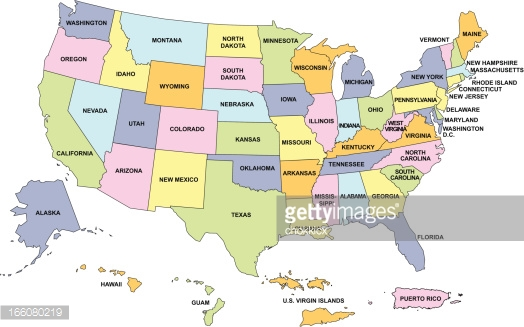 WASHINGTON
MONTANA
NORTH
DAKOTA
MINNESOTA
VERMONT
MAINE
OREGON
IDAHO
WYOMING
SOUTH
DAKOTA
WISCONSIN
MICHIGAN
NEW YORK
NEW HAMPSHIRE
MASSACHUSETTS
RHODE ISLAND
CONNECTICUT
NEW JERSEY
NEVADA
UTAH
COLORADO
NEBRASKA
IOWA
ILLINOIS
INDIANA
OHIO
PENNSYLVANIA
DELAWARE
MARYLAND
WASHINGTON
D.C.
CALIFORNIA
KANSAS
MISSOURI
KENTUCKY
WEST
VIRGINIA
VIRGINIA
ARIZONA
NEW MEXICO
OKLAHOMA
ARKANSAS
TENNESSEE
NORTH
CAROLINA
SOUTH
CAROLINA
TEXAS
MISSIS-
SIPPI
ALABAMA
GEORGIA
FLORIDA
ALASKA
HAWAII
GUAM
U.S. VIRGIN ISLANDS
PUERTO RICO
gettyimages
166080219